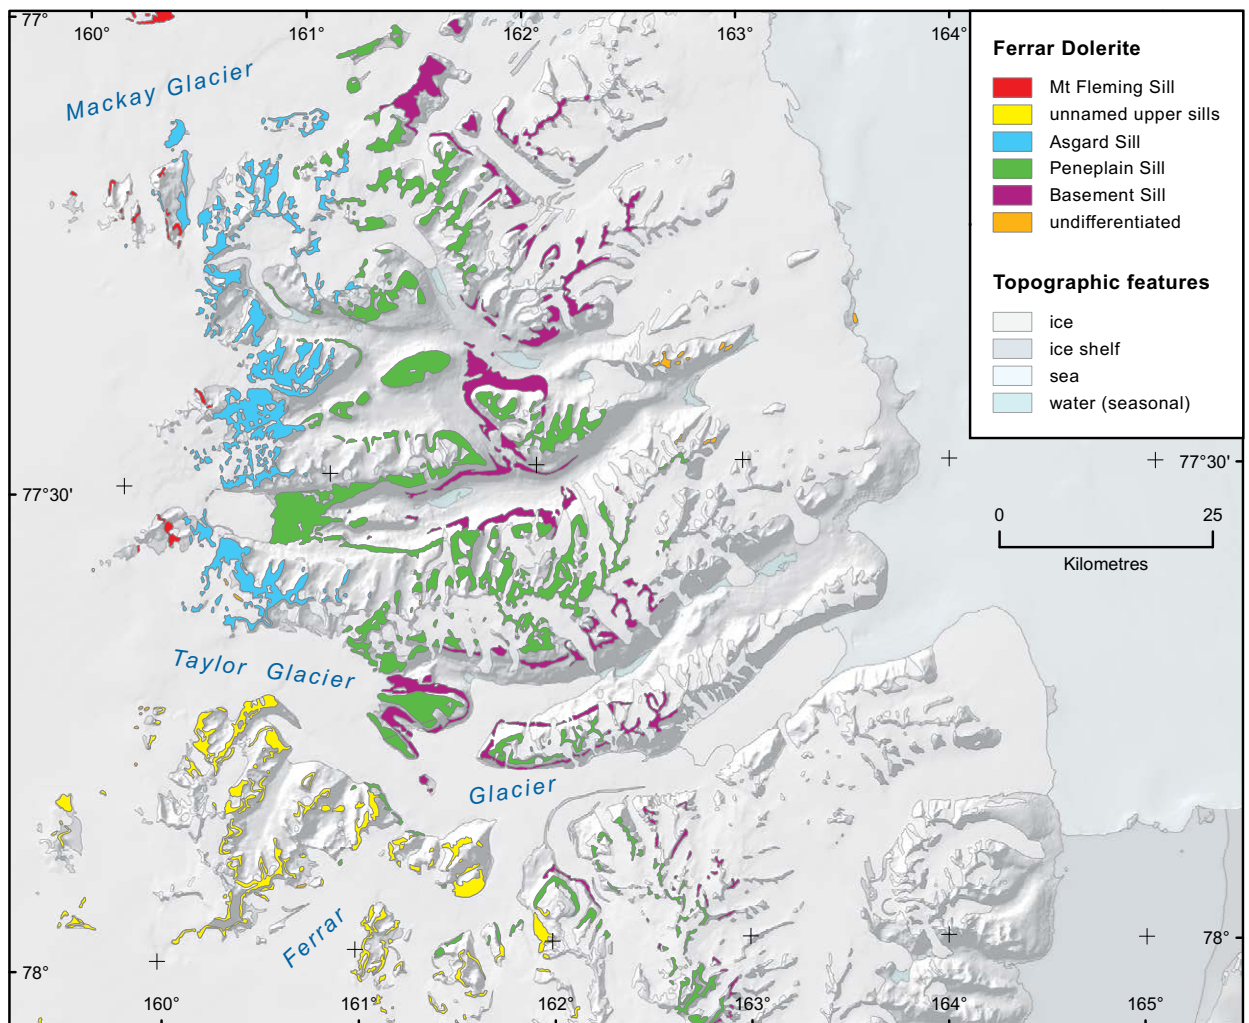 77°
160°
161°
162°
163°
164°
Mackay Glacier
Ferrar Dolerite
Mt Fleming Sill
unnamed upper sills
Asgard Sill
Peneplain Sill
Basement Sill
undifferentiated
Topographic features
ice
ice shelf
sea
water (seasonal)
77°30'
77°30'
0
25
Kilometres
Taylor Glacier
Glacier
Ferrar
78°
78°
160°
161°
162°
163°
164°
165°